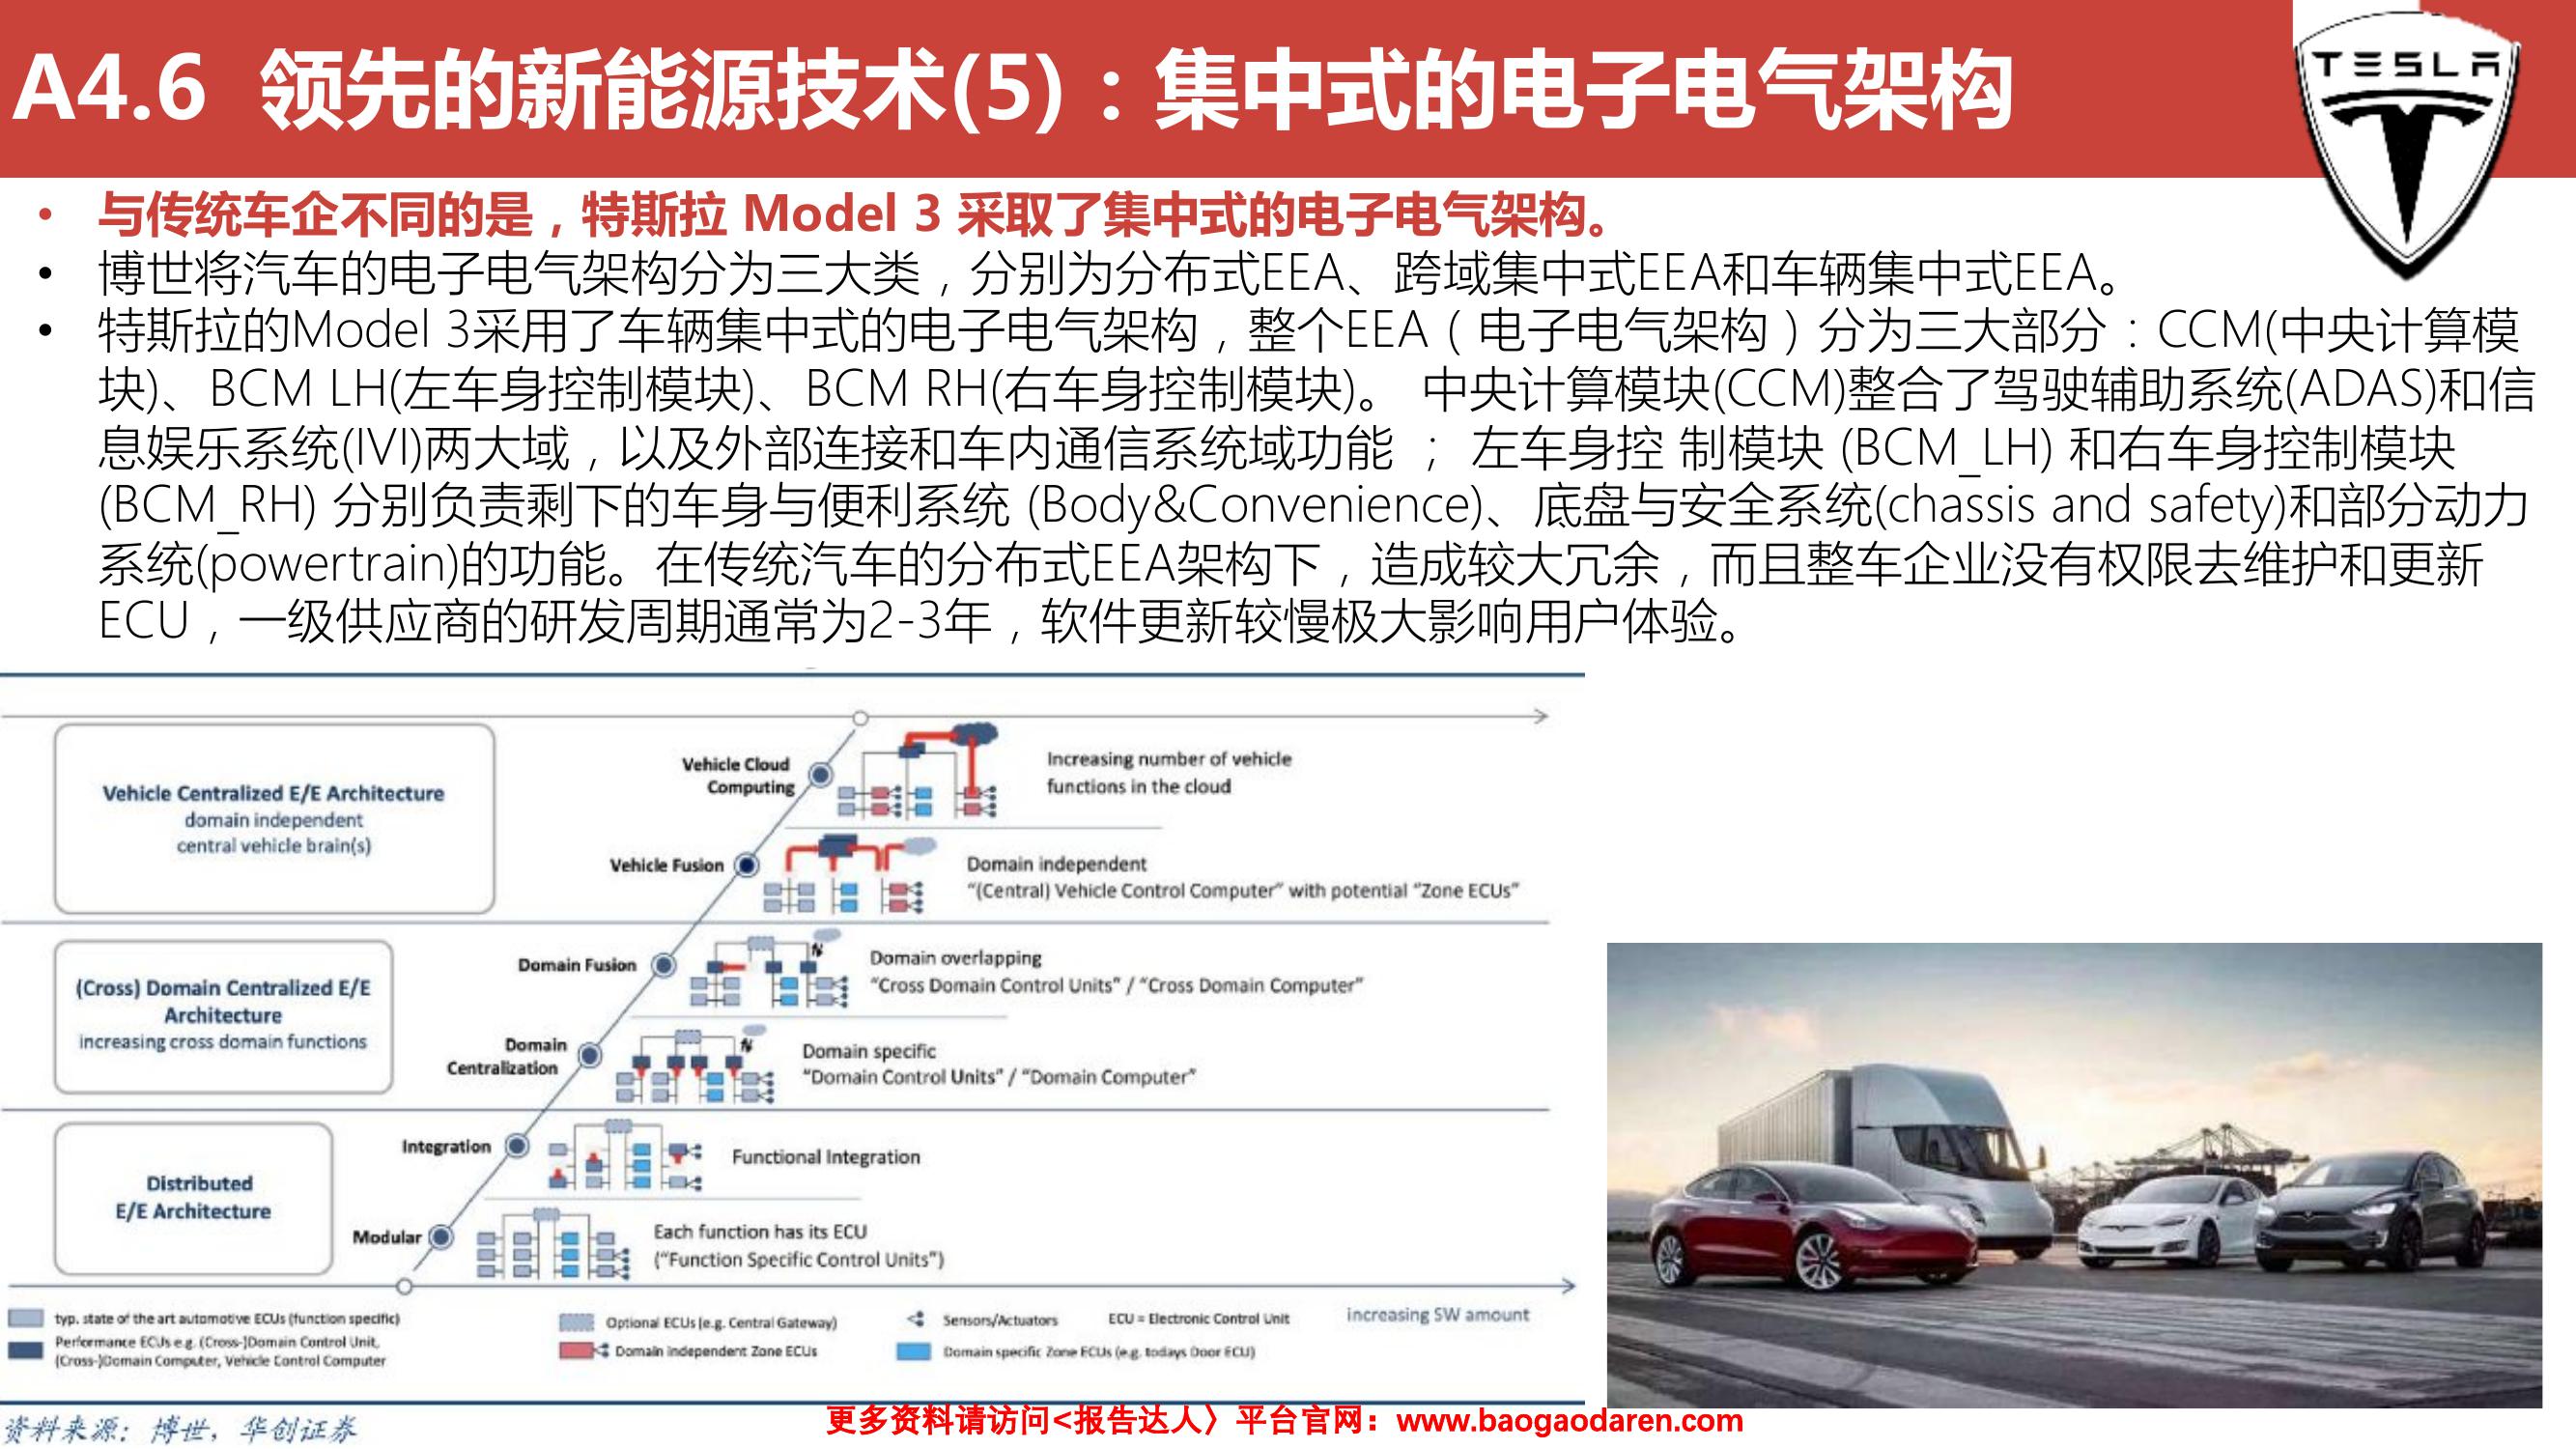 A4.6 领先的新能源技术(5)：集中式的电子电气架构
TESLA
• 与传统车企不同的是，特斯拉 Model 3 采取了集中式的电子电气架构。
• 博世将汽车的电子电气架构分为三大类，分别为分布式EEA、跨域集中式EEA和车辆集中式EEA。
• 特斯拉的Model 3采用了车辆集中式的电子电气架构，整个EEA（电子电气架构）分为三大部分：CCM(中央计算模
块)、BCM LH(左车身控制模块)、BCM RH(右车身控制模块)。 中央计算模块(CCM)整合了驾驶辅助系统(ADAS)和信
息娱乐系统(IVI)两大域，以及外部连接和车内通信系统域功能 ； 左车身控 制模块 (BCM_LH) 和右车身控制模块
(BCM_RH) 分别负责剩下的车身与便利系统 (Body&Convenience)、底盘与安全系统(chassis and safety)和部分动力
系统(powertrain)的功能。在传统汽车的分布式EEA架构下，造成较大冗余，而且整车企业没有权限去维护和更新
ECU，一级供应商的研发周期通常为2-3年，软件更新较慢极大影响用户体验。
Vehicle Centralized E/E Architecture
domain independent
central vehicle brain(s)
Vehicle Cloud
Computing
Increasing number of vehicle
functions in the cloud
Vehicle Fusion
Domain independent
“(Central) Vehicle Control Computer” with potential “Zone ECUs”
(Cross) Domain Centralized E/E
Architecture
increasing cross domain functions
Domain Fusion
Domain overlapping
“Cross Domain Control Units” / “Cross Domain Computer”
Domain
Centralization
Domain specific
“Domain Control Units” / “Domain Computer”
Distributed
E/E Architecture
Integration
Functional Integration
Modular
Each function has its ECU
(“Function Specific Control Units”)
typ. state of the art automotive ECUs (function specific)
Performance ECUs e.g. (Cross-)Domain Control Unit,
(Cross-)Domain Computer, Vehicle Control Computer
Optional ECUs (e.g. Central Gateway)
Domain Independent Zone ECUs
Sensors/Actuators
ECU = Electronic Control Unit
Domain specific Zone ECUs (e.g. todays Door ECU)
increasing SW amount
资料来源：博世，华创证券
更多资料请访问<报告达人〉平台官网：www.baogaodaren.com